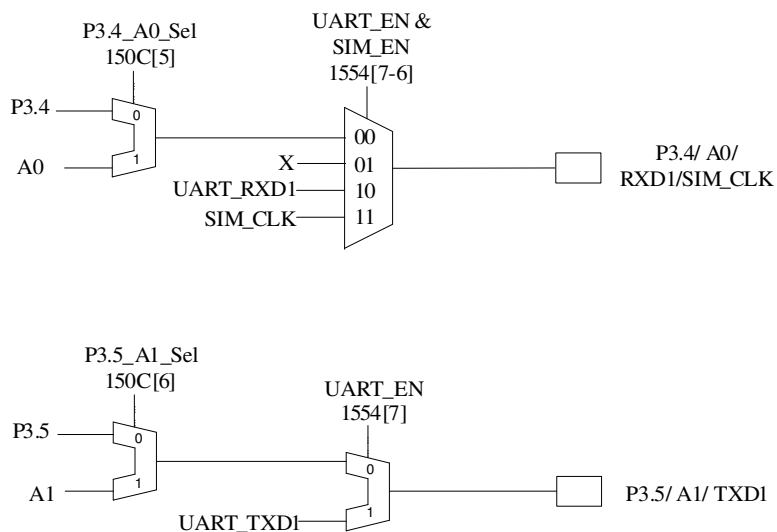 P3.4_A0_Sel
150C[5]
UART_EN &
SIM_EN
1554[7-6]
P3.4
0
1
A0
00
X
01
UART_RXD1
10
SIM_CLK
11
P3.4/ A0/
RXD1/SIM_CLK
P3.5_A1_Sel
150C[6]
UART_EN
1554[7]
P3.5
0
1
A1
0
1
UART_TXD1
P3.5/ A1/ TXD1